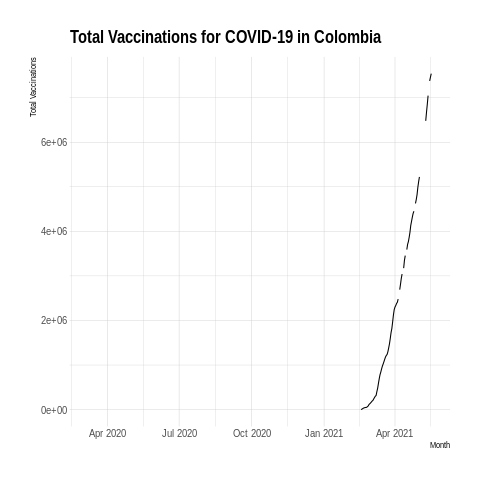 Total Vaccinations for COVID-19 in Colombia
Total Vaccinations
6e+06
4e+06
2e+06
0e+00
Apr 2020
Jul 2020
Oct 2020
Jan 2021
Apr 2021
Month